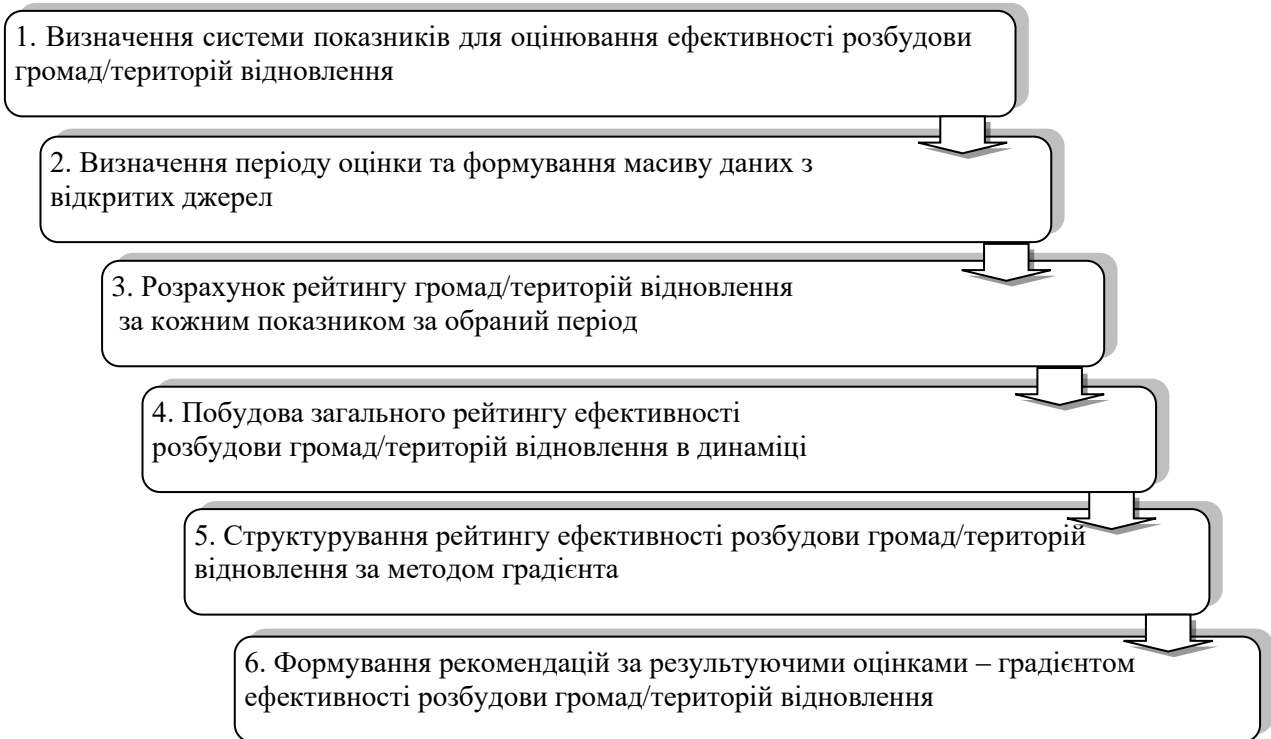 1. Визначення системи показників для оцінювання ефективності розбудови
громад/територій відновлення
2. Визначення періоду оцінки та формування масиву даних з
відкритих джерел
3. Розрахунок рейтингу громад/територій відновлення
за кожним показником за обраний період
4. Побудова загального рейтингу ефективності
розбудови громад/територій відновлення в динаміці
5. Структурування рейтингу ефективності розбудови громад/територій
відновлення за методом градієнта
6. Формування рекомендацій за результуючими оцінками – градієнтом
ефективності розбудови громад/територій відновлення